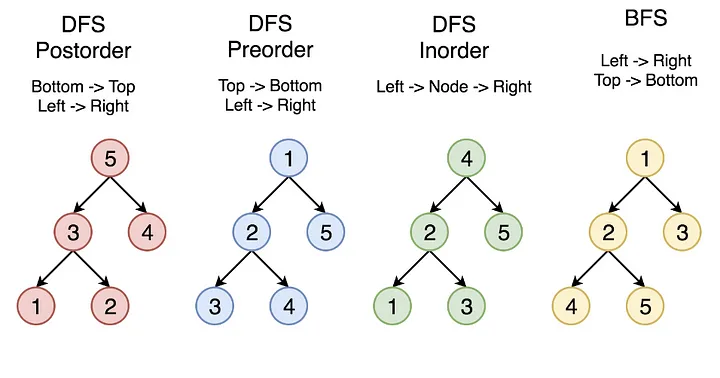 DFS
Postorder
Bottom -> Top
Left -> Right
5
3
4
1
2
DFS
Preorder
Top -> Bottom
Left -> Right
1
2
5
3
4
DFS
Inorder
Left -> Node -> Right
4
2
5
1
3
BFS
Left -> Right
Top -> Bottom
1
2
3
4
5